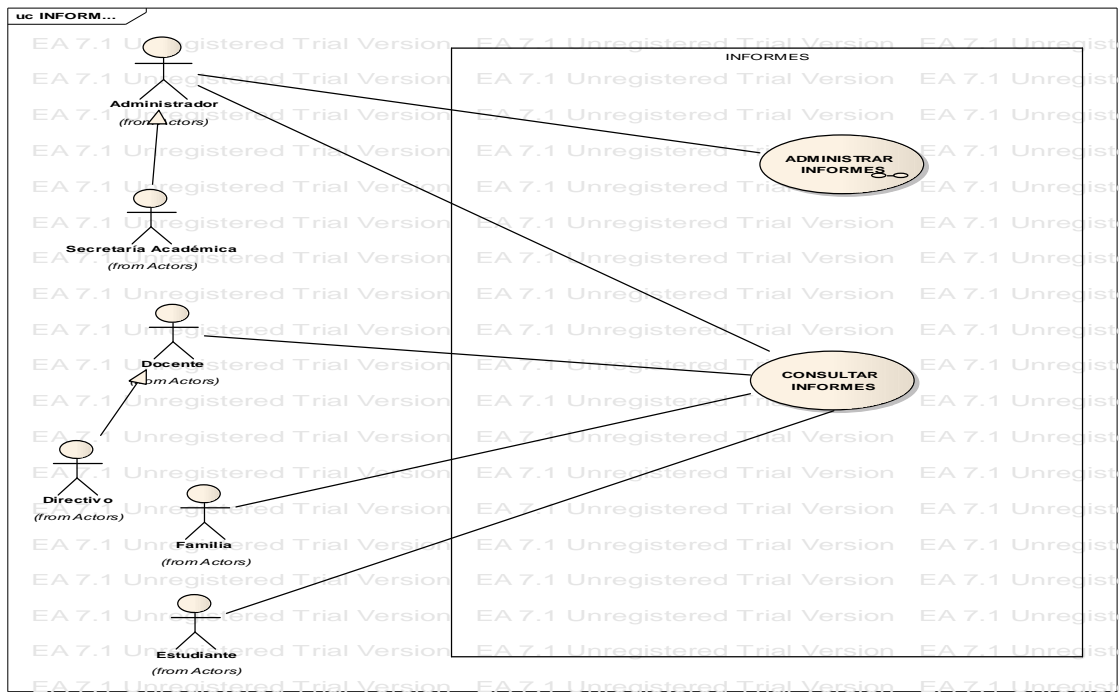 uc INFORM...
EA 7.1 Unregistered Trial Version
INFORMES
Administrador
(from Actors)
ADMINISTRAR
INFORMES
Secretaría Académica
(from Actors)
Docente
(from Actors)
CONSULTAR
INFORMES
Directivo
(from Actors)
Familia
(from Actors)
Estudiante
(from Actors)